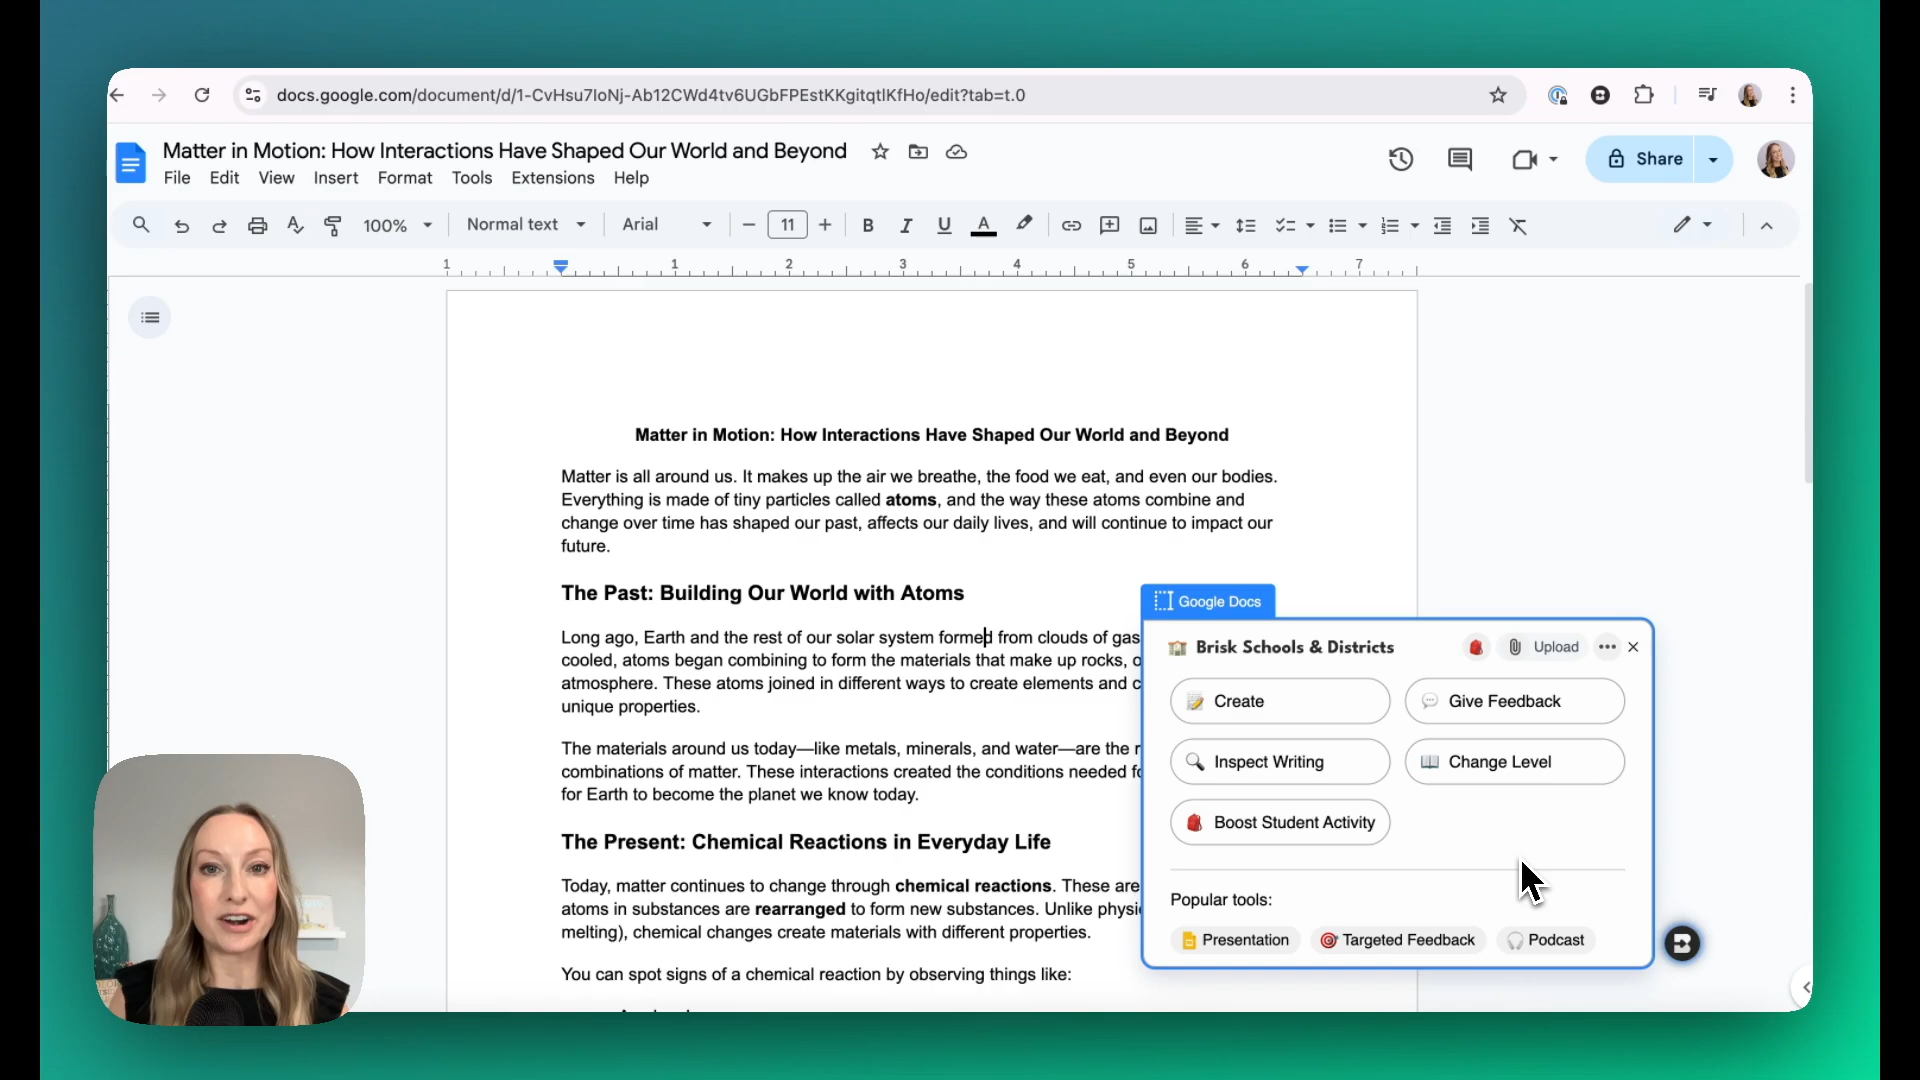 docs.google.com/document/d/1-CvHsu7IoNj-Ab12CWd4tv6UGbFPEstKKgitqtlKfHo/edit?tab=t.0
Matter in Motion: How Interactions Have Shaped Our World and Beyond
File Edit View Insert Format Tools Extensions Help
Share
100% Normal text Arial 11
1 1 2 3 4 5 6 7
Matter in Motion: How Interactions Have Shaped Our World and Beyond
Matter is all around us. It makes up the air we breathe, the food we eat, and even our bodies.
Everything is made of tiny particles called atoms, and the way these atoms combine and
change over time has shaped our past, affects our daily lives, and will continue to impact our
future.
The Past: Building Our World with Atoms
Long ago, Earth and the rest of our solar system formed from clouds of gas
cooled, atoms began combining to form the materials that make up rocks,
atmosphere. These atoms joined in different ways to create elements and
unique properties.
The materials around us today—like metals, minerals, and water—are the
combinations of matter. These interactions created the conditions needed
for Earth to become the planet we know today.
The Present: Chemical Reactions in Everyday Life
Today, matter continues to change through chemical reactions. These are
atoms in substances are rearranged to form new substances. Unlike
melting), chemical changes create materials with different properties.
You can spot signs of a chemical reaction by observing things like:
Google Docs
Brisk Schools & Districts
Upload
Create
Give Feedback
Inspect Writing
Change Level
Boost Student Activity
Popular tools:
Presentation
Targeted Feedback
Podcast